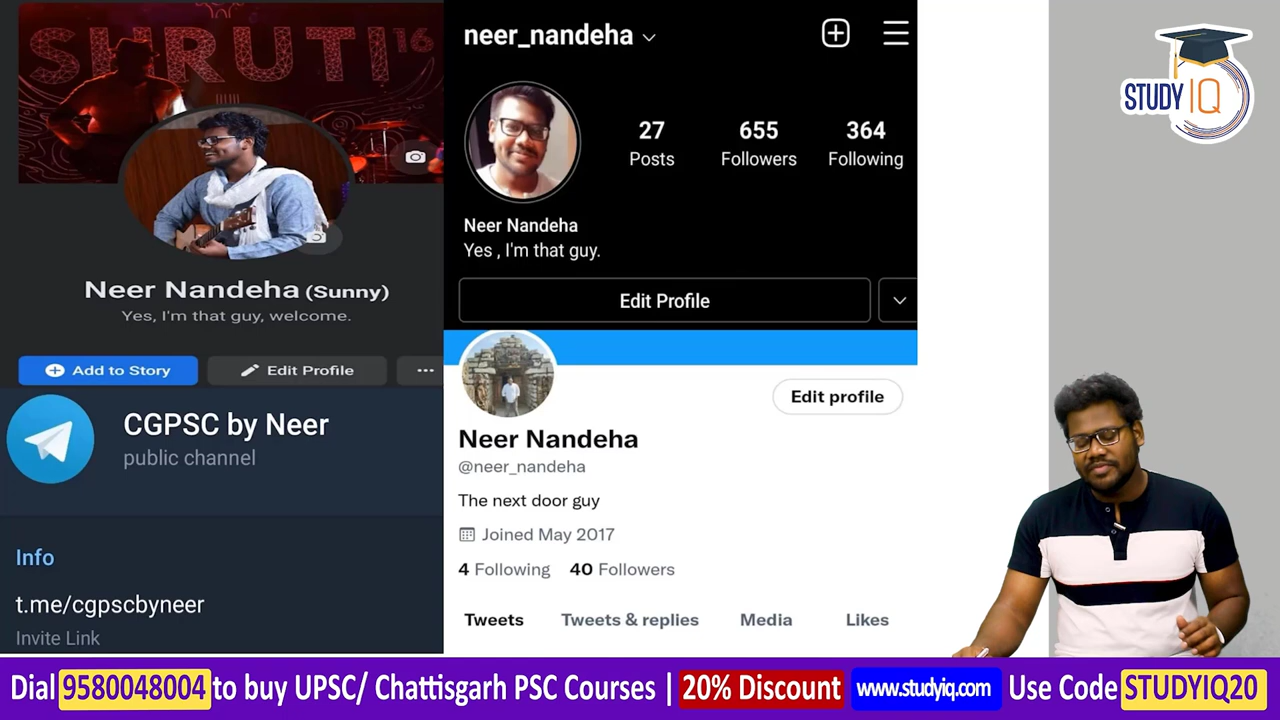 SHRUTI16
Neer Nandeha (Sunny)
Yes, I'm that guy, welcome.
Add to Story
Edit Profile
CGPSC by Neer
public channel
Info
t.me/cgpscbyneer
Invite Link
neer_nandeha
27
655
364
Posts
Followers
Following
Neer Nandeha
Yes , I'm that guy.
Edit Profile
Edit profile
Neer Nandeha
@neer_nandeha
The next door guy
Joined May 2017
4 Following 40 Followers
Tweets Tweets & replies Media Likes
STUDY IQ
Dial 9580048004 to buy UPSC/ Chattisgarh PSC Courses | 20% Discount www.studyiq.com Use Code STUDYIQ20